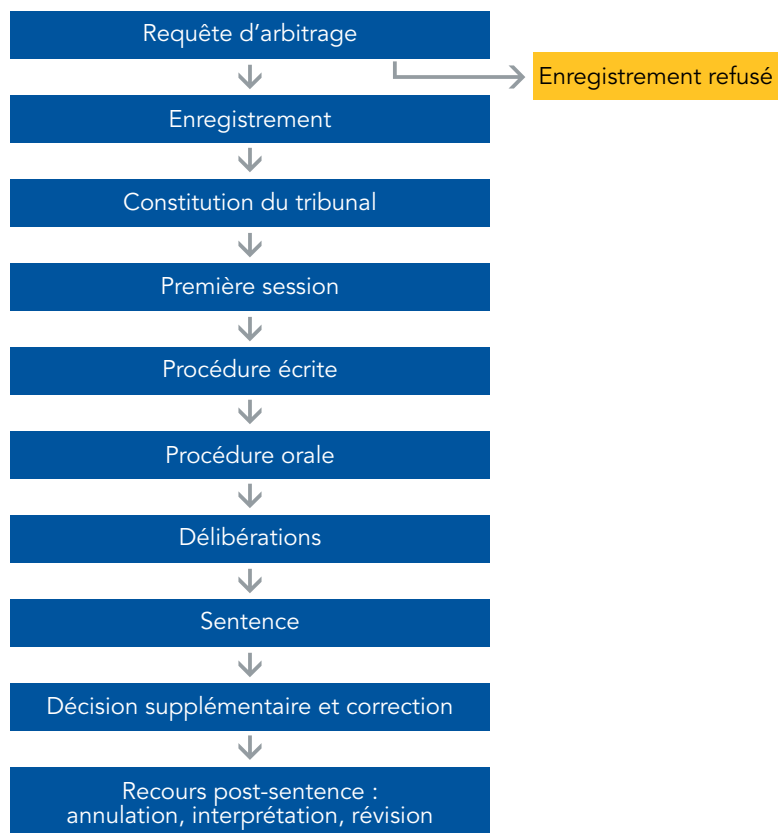 Requête d’arbitrage
Enregistrement refusé
Enregistrement
Constitution du tribunal
Première session
Procédure écrite
Procédure orale
Délibérations
Sentence
Décision supplémentaire et correction
Recours post-sentence :
annulation, interprétation, révision